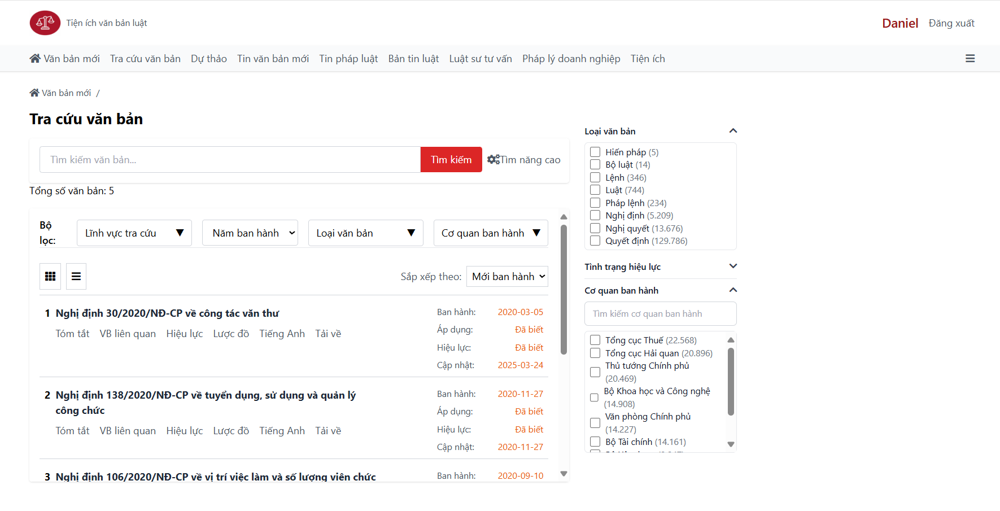 Tiện ích văn bản luật
Daniel Đăng xuất
Văn bản mới Tra cứu văn bản Dự thảo Tin văn bản mới Tin pháp luật Bản tin luật Luật sư tư vấn Pháp lý doanh nghiệp Tiện ích
Văn bản mới /
Tra cứu văn bản
Tìm kiếm văn bản... Tìm kiếm Tìm năng cao
Tổng số văn bản: 5
Bộ lọc: Lĩnh vực tra cứu Năm ban hành Loại văn bản Cơ quan ban hành
Sắp xếp theo: Mới ban hành
1 Nghị định 30/2020/NĐ-CP về công tác văn thư
Tóm tắt VB liên quan Hiệu lực Lược đồ Tiếng Anh Tải về
Ban hành: 2020-03-05
Áp dụng: Đã biết
Hiệu lực: Đã biết
Cập nhật: 2025-03-24
2 Nghị định 138/2020/NĐ-CP về tuyển dụng, sử dụng và quản lý
công chức
Tóm tắt VB liên quan Hiệu lực Lược đồ Tiếng Anh Tải về
Ban hành: 2020-11-27
Áp dụng: Đã biết
Hiệu lực: Đã biết
Cập nhật: 2020-11-27
3 Nghị định 106/2020/NĐ-CP về vị trí việc làm và số lượng viên chức
Ban hành: 2020-09-10
Loại văn bản
Hiến pháp (5)
Bộ luật (14)
Lệnh (346)
Luật (744)
Pháp lệnh (234)
Nghị định (5.209)
Nghị quyết (13.676)
Quyết định (129.786)
Tình trạng hiệu lực
Cơ quan ban hành
Tìm kiếm cơ quan ban hành
Tổng cục Thuế (22.568)
Tổng cục Hải quan (20.896)
Thủ tướng Chính phủ
(20.469)
Bộ Khoa học và Công nghệ
(14.908)
Văn phòng Chính phủ
(14.227)
Bộ Tài chính (14.161)